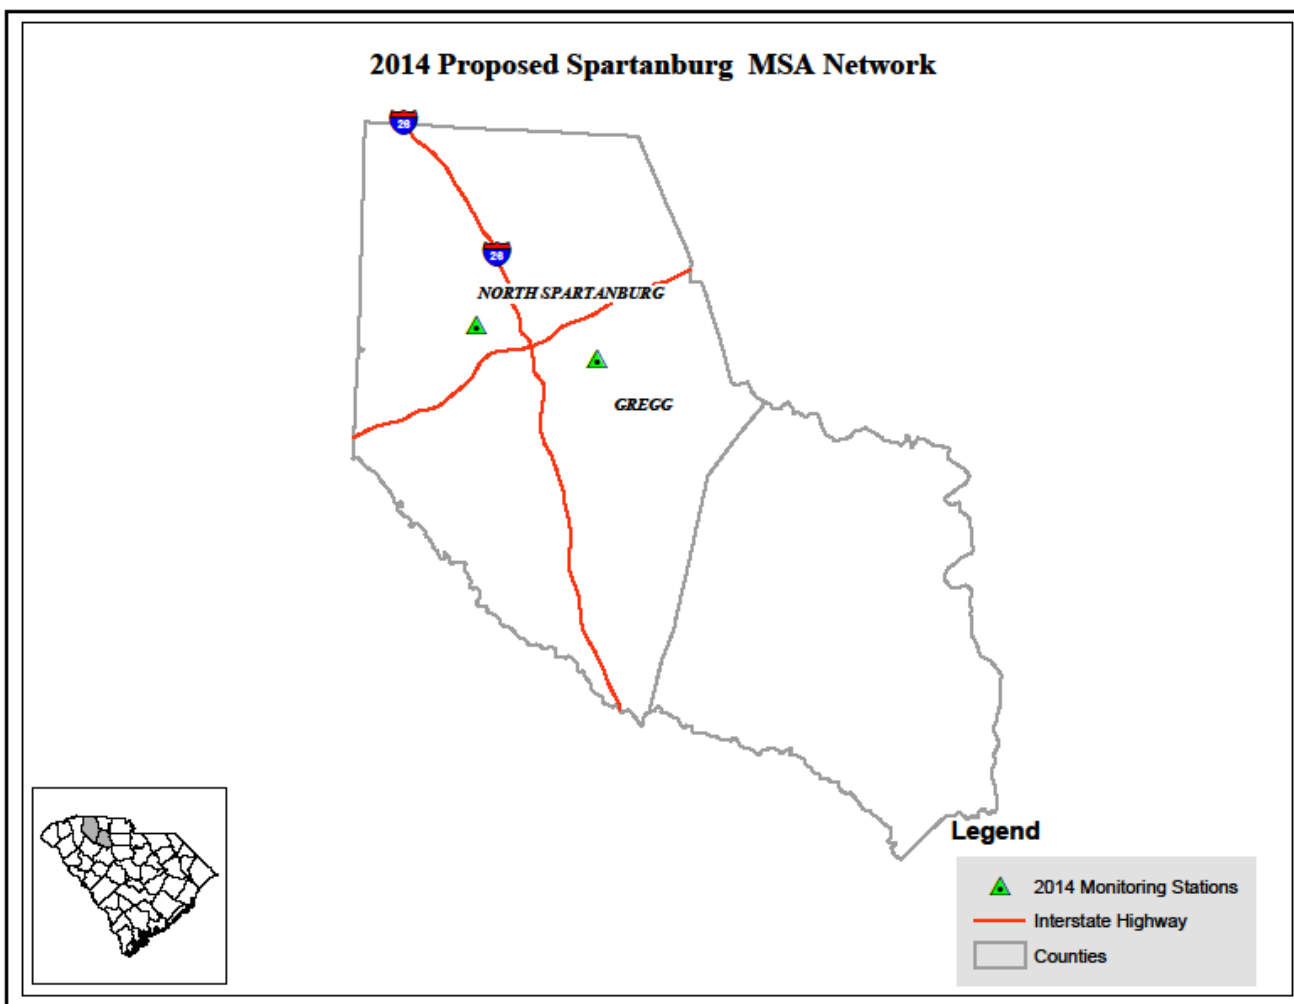 2014 Proposed Spartanburg MSA Network
26
26
NORTH SPARTANBURG
GREGG
Legend
2014 Monitoring Stations
Interstate Highway
Counties